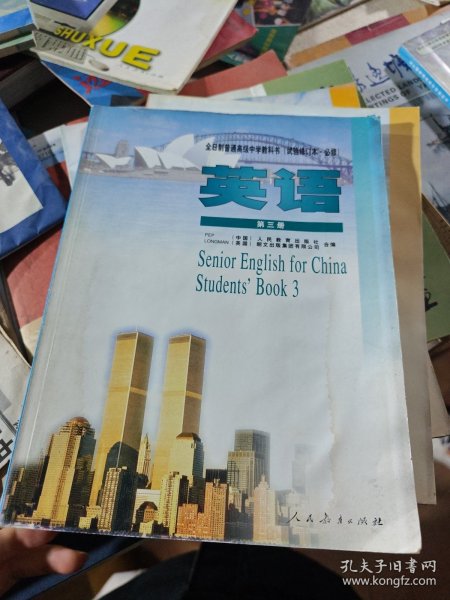 SHUXUE
全日制普通高级中学教科书(试验修订本·必修)
英语
第三册
PEP (中国)人民教育出版社
LONGMAN (英国)朗文出版集团有限公司 合编
Senior English for China
Students' Book 3
人民教育出版社
孔夫子旧书网
www.kongfz.com